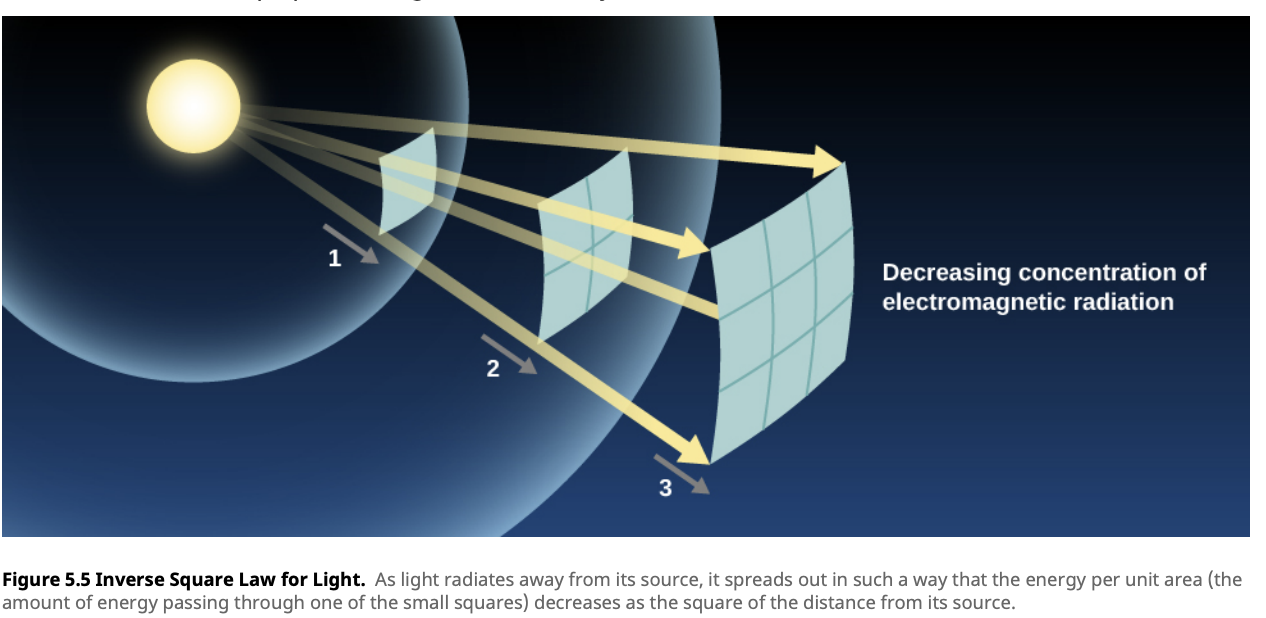 1
2
3
Decreasing concentration of
electromagnetic radiation
Figure 5.5 Inverse Square Law for Light. As light radiates away from its source, it spreads out in such a way that the energy per unit area (the
amount of energy passing through one of the small squares) decreases as the square of the distance from its source.